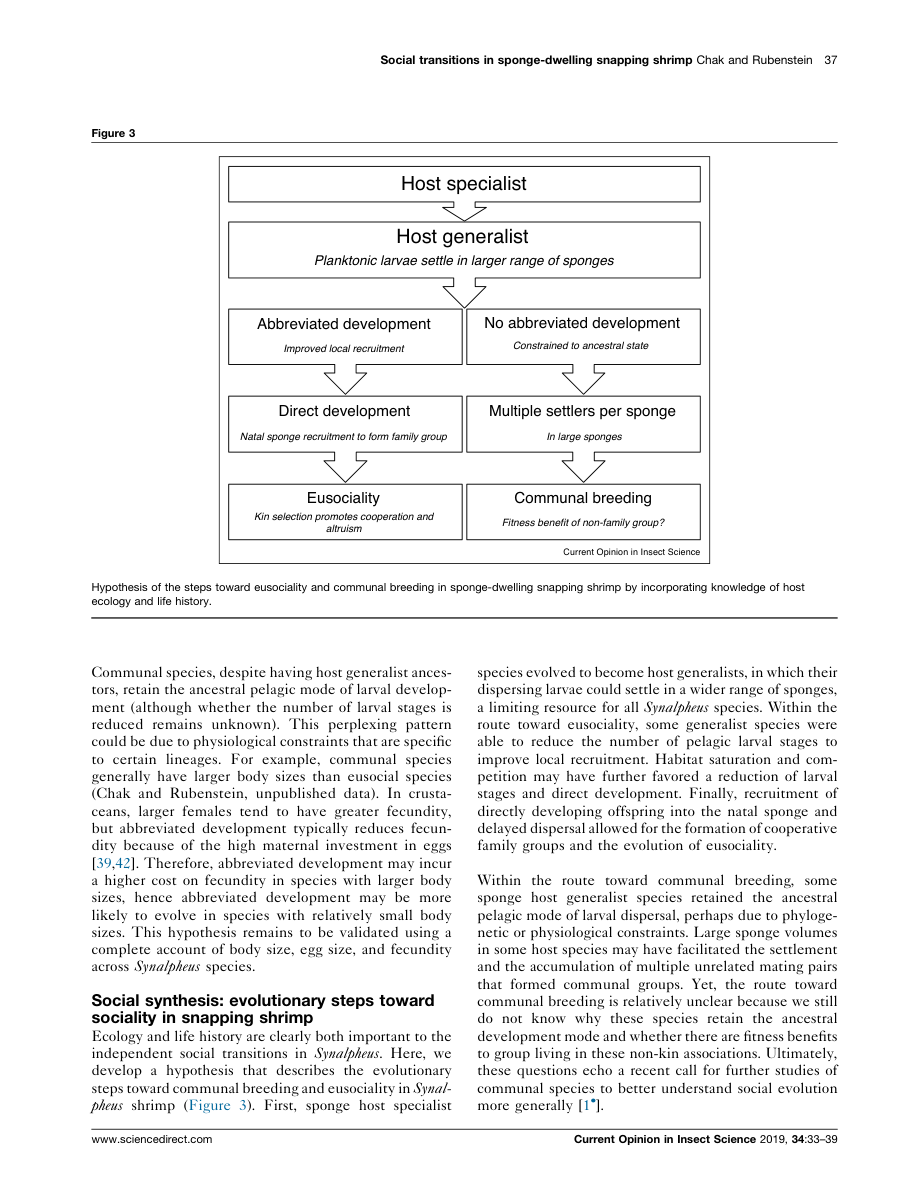 Social transitions in sponge-dwelling snapping shrimp Chak and Rubenstein 37
Figure 3
Host specialist
Host generalist
Planktonic larvae settle in larger range of sponges
Abbreviated development
Improved local recruitment
No abbreviated development
Constrained to ancestral state
Direct development
Natal sponge recruitment to form family group
Multiple settlers per sponge
In large sponges
Eusociality
Kin selection promotes cooperation and
altruism
Communal breeding
Fitness benefit of non-family group?
Current Opinion in Insect Science
Hypothesis of the steps toward eusociality and communal breeding in sponge-dwelling snapping shrimp by incorporating knowledge of host
ecology and life history.
Communal species, despite having host generalist ances-
tors, retain the ancestral pelagic mode of larval develop-
ment (although whether the number of larval stages is
reduced remains unknown). This perplexing pattern
could be due to physiological constraints that are specific
to certain lineages. For example, communal species
generally have larger body sizes than eusocial species
(Chak and Rubenstein, unpublished data). In crusta-
ceans, larger females tend to have greater fecundity,
but abbreviated development typically reduces fecun-
dity because of the high maternal investment in eggs
[39,42]. Therefore, abbreviated development may incur
a higher cost on fecundity in species with larger body
sizes, hence abbreviated development may be more
likely to evolve in species with relatively small body
sizes. This hypothesis remains to be validated using a
complete account of body size, egg size, and fecundity
across Synalpheus species.
Social synthesis: evolutionary steps toward
sociality in snapping shrimp
Ecology and life history are clearly both important to the
independent social transitions in Synalpheus. Here, we
develop a hypothesis that describes the evolutionary
steps toward communal breeding and eusociality in Synal-
pheus shrimp (Figure 3). First, sponge host specialist
species evolved to become host generalists, in which their
dispersing larvae could settle in a wider range of sponges,
a limiting resource for all Synalpheus species. Within the
route toward eusociality, some generalist species were
able to reduce the number of pelagic larval stages to
improve local recruitment. Habitat saturation and com-
petition may have further favored a reduction of larval
stages and direct development. Finally, recruitment of
directly developing offspring into the natal sponge and
delayed dispersal allowed for the formation of cooperative
family groups and the evolution of eusociality.
Within the route toward communal breeding, some
sponge host generalist species retained the ancestral
pelagic mode of larval dispersal, perhaps due to phyloge-
netic or physiological constraints. Large sponge volumes
in some host species may have facilitated the settlement
and the accumulation of multiple unrelated mating pairs
that formed communal groups. Yet, the route toward
communal breeding is relatively unclear because we still
do not know why these species retain the ancestral
development mode and whether there are fitness benefits
to group living in these non-kin associations. Ultimately,
these questions echo a recent call for further studies of
communal species to better understand social evolution
more generally [1•].
www.sciencedirect.com
Current Opinion in Insect Science 2019, 34:33–39